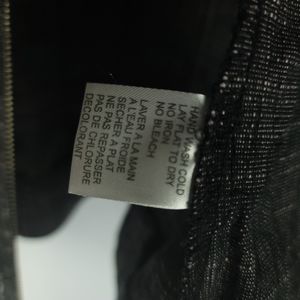 HAND WASH COLD
LAY FLAT TO DRY
NO IRON
NO BLEACH
LAVER A LA MAIN
A L'EAU FROIDE
SECHER A PLAT
PAS DE REPASSER
PAS DE CHLORURE
DECOLORANT